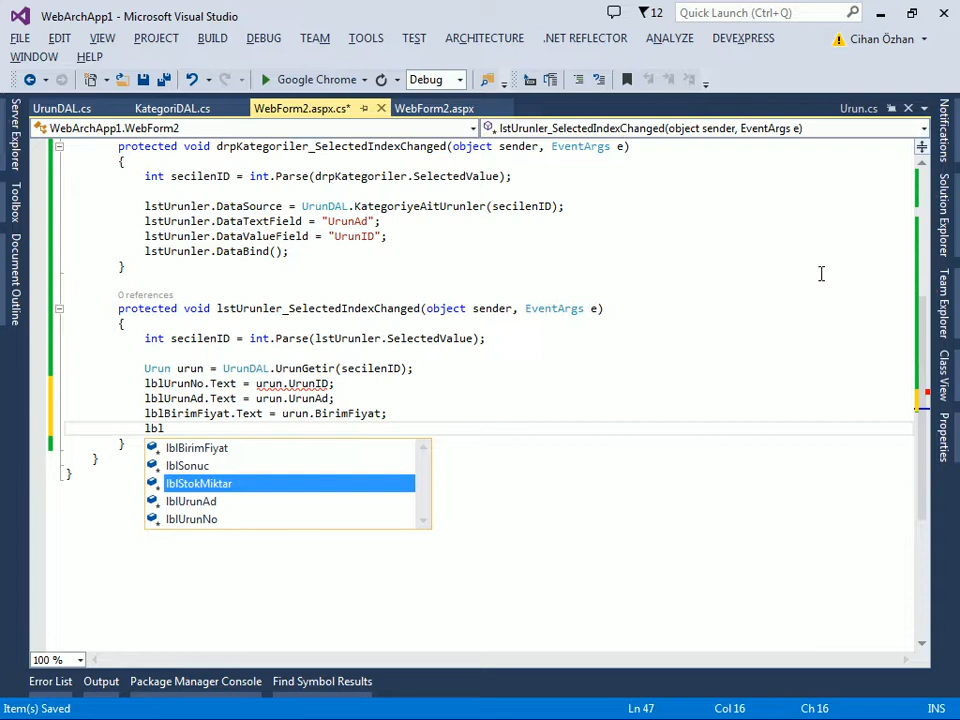 WebArchApp1 - Microsoft Visual Studio
12
Quick Launch (Ctrl+Q)
FILE EDIT VIEW PROJECT BUILD DEBUG TEAM TOOLS TEST ARCHITECTURE .NET REFLECTOR ANALYZE DEVEXPRESS
Cihan Özhan
WINDOW HELP
Google Chrome
Debug
UrunDAL.cs KategoriDAL.cs WebForm2.aspx.cs* WebForm2.aspx Urun.cs
WebArchApp1.WebForm2
lstUrunler_SelectedIndexChanged(object sender, EventArgs e)
Server Explorer
Toolbox
Document Outline
protected void drpKategoriler_SelectedIndexChanged(object sender, EventArgs e)
{
int secilenID = int.Parse(drpKategoriler.SelectedValue);
lstUrunler.DataSource = UrunDAL.KategoriyeAitUrunler(secilenID);
lstUrunler.DataTextField = "UrunAd";
lstUrunler.DataValueField = "UrunID";
lstUrunler.DataBind();
}
0 references
protected void lstUrunler_SelectedIndexChanged(object sender, EventArgs e)
{
int secilenID = int.Parse(lstUrunler.SelectedValue);
Urun urun = UrunDAL.UrunGetir(secilenID);
lblUrunNo.Text = urun.UrunID;
lblUrunAd.Text = urun.UrunAd;
lblBirimFiyat.Text = urun.BirimFiyat;
lbl
}
}
}
lblBirimFiyat
lblSonuc
lblStokMiktar
lblUrunAd
lblUrunNo
Notifications
Solution Explorer
Team Explorer
Class View
Properties
100 %
Error List Output Package Manager Console Find Symbol Results
Item(s) Saved
Ln 47 Col 16 Ch 16 INS